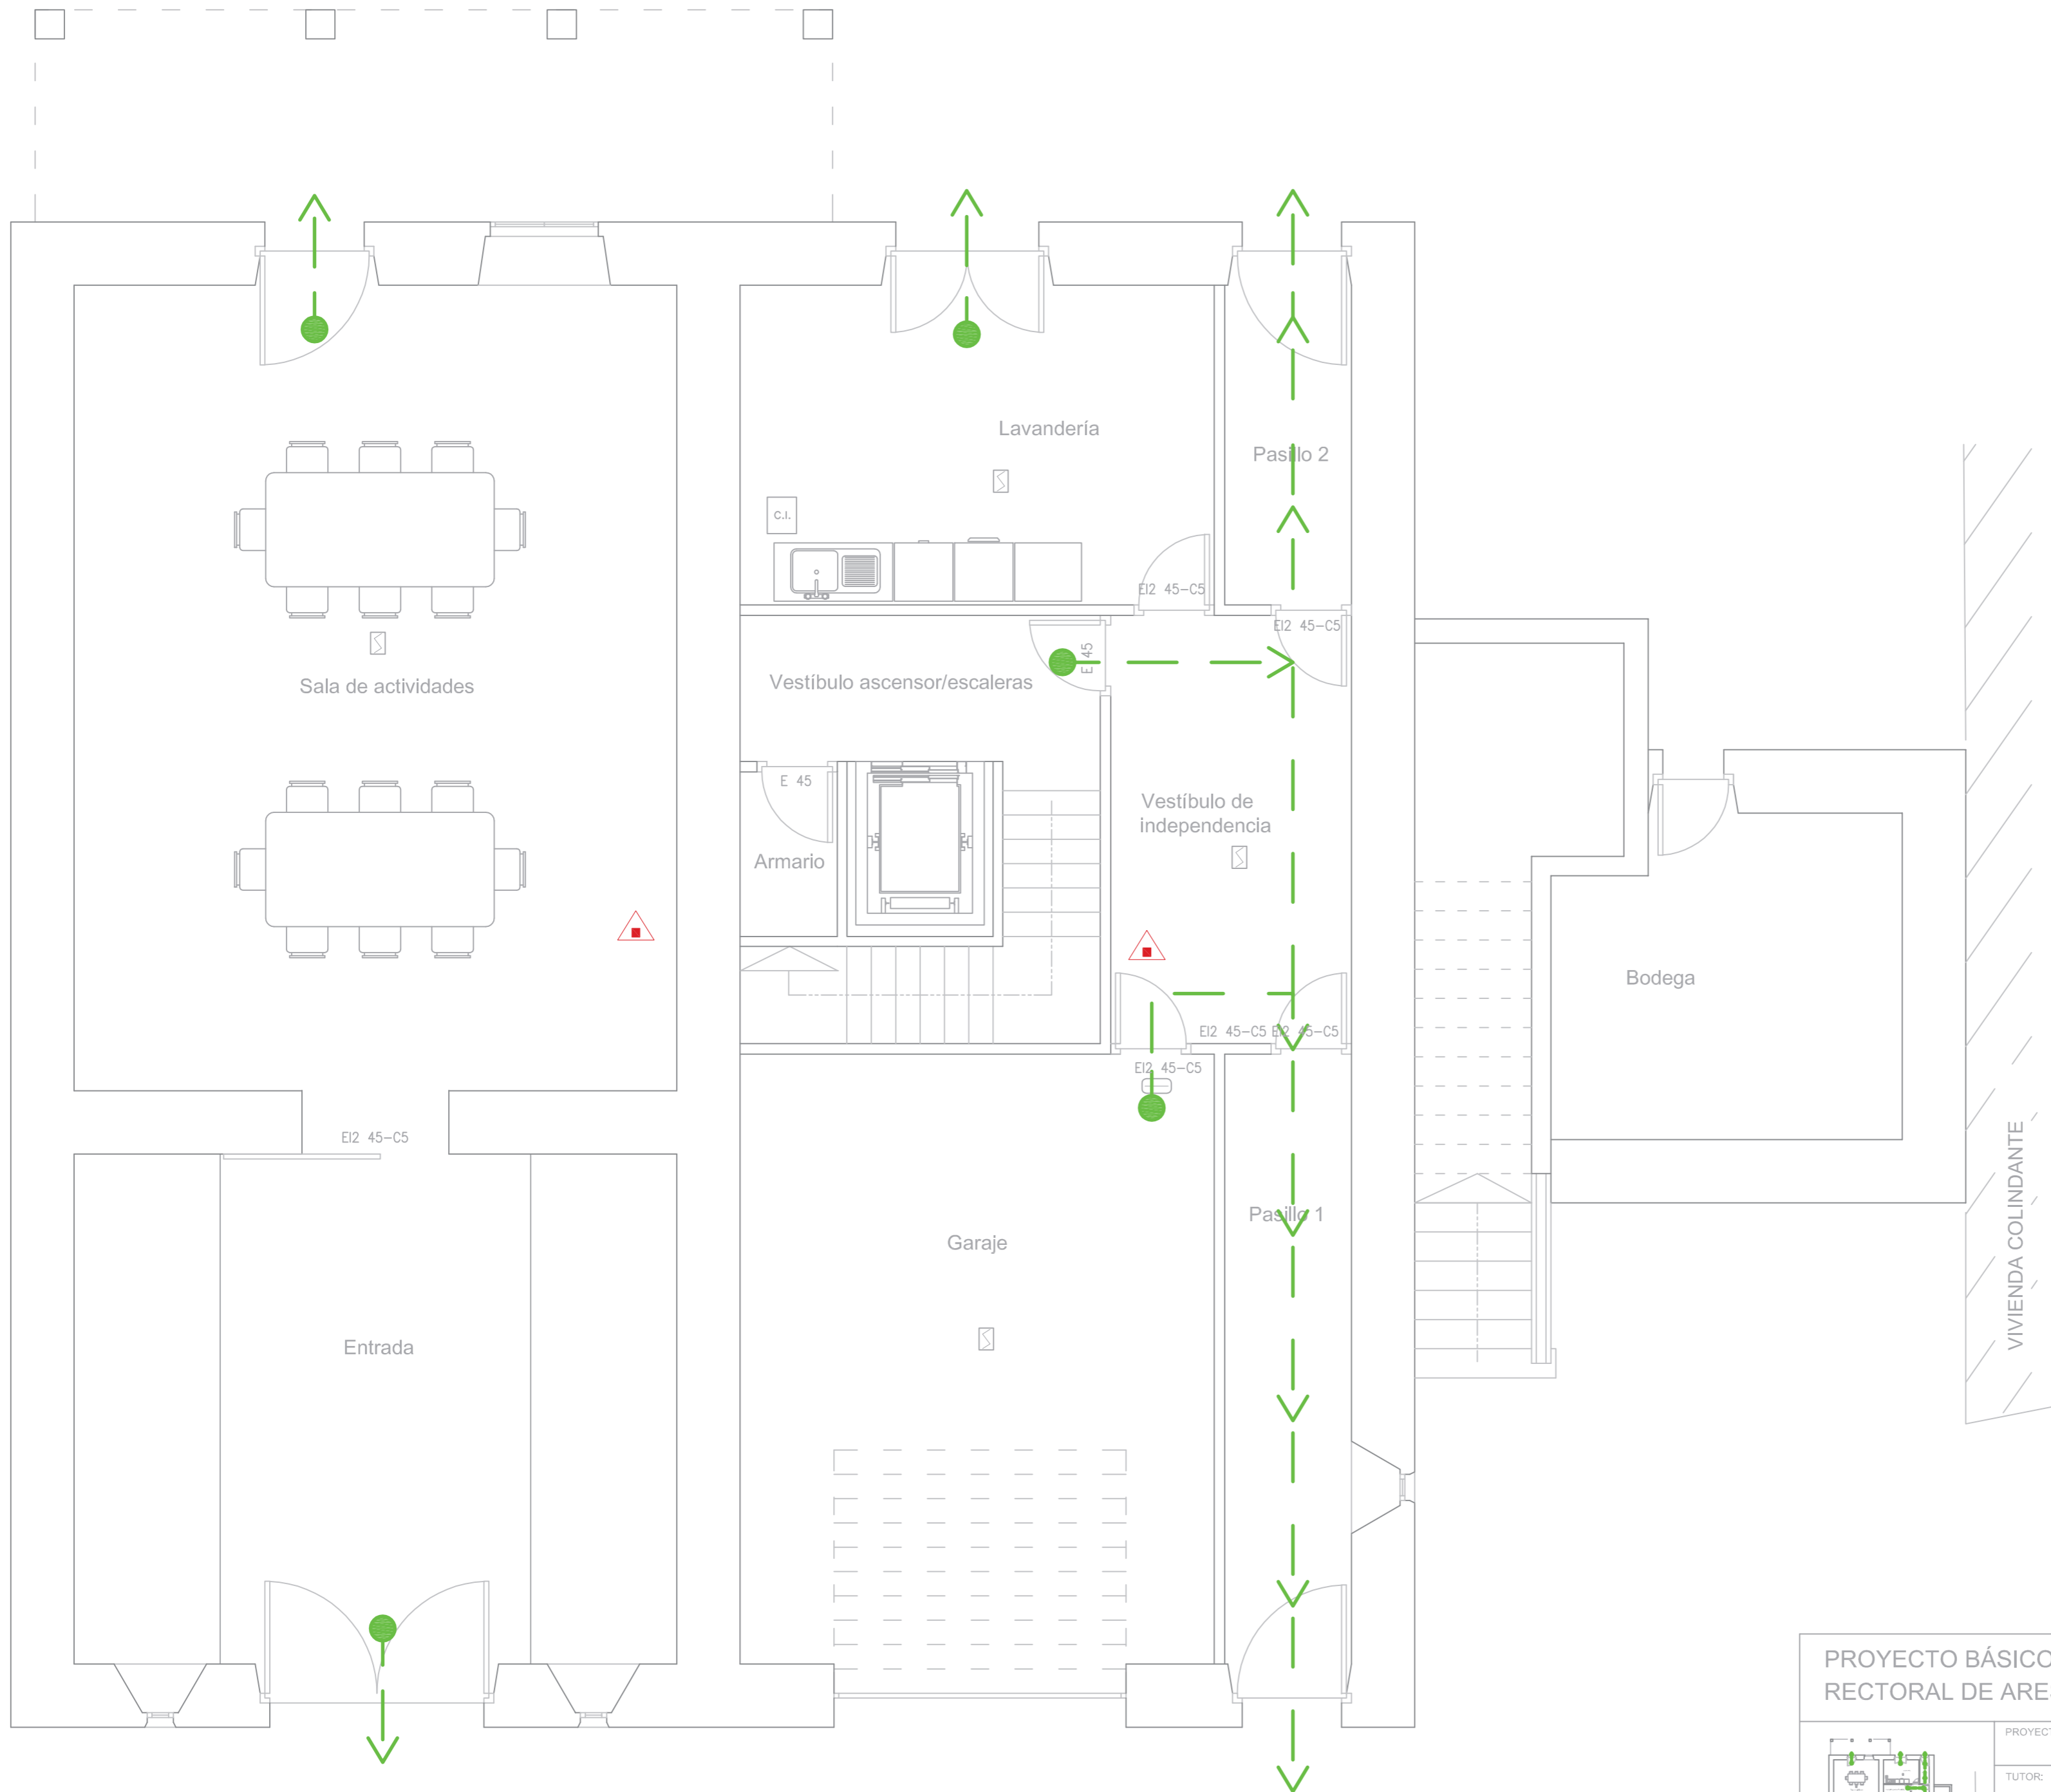 Lavandería
Pasillo 2
C.I.
EI2 45-C5
EI2 45-C5
E 45
Sala de actividades
Vestíbulo ascensor/escaleras
E 45
Vestíbulo de
independencia
Armario
Bodega
EI2 45-C5
EI2 45-C5
EI2 45-C5
EI2 45-C5
VIVIENDA COLINDANTE
Pasillo 1
Garaje
Entrada
PROYECTO BÁSICO
RECTORAL DE ARE
PROYECT
TUTOR: